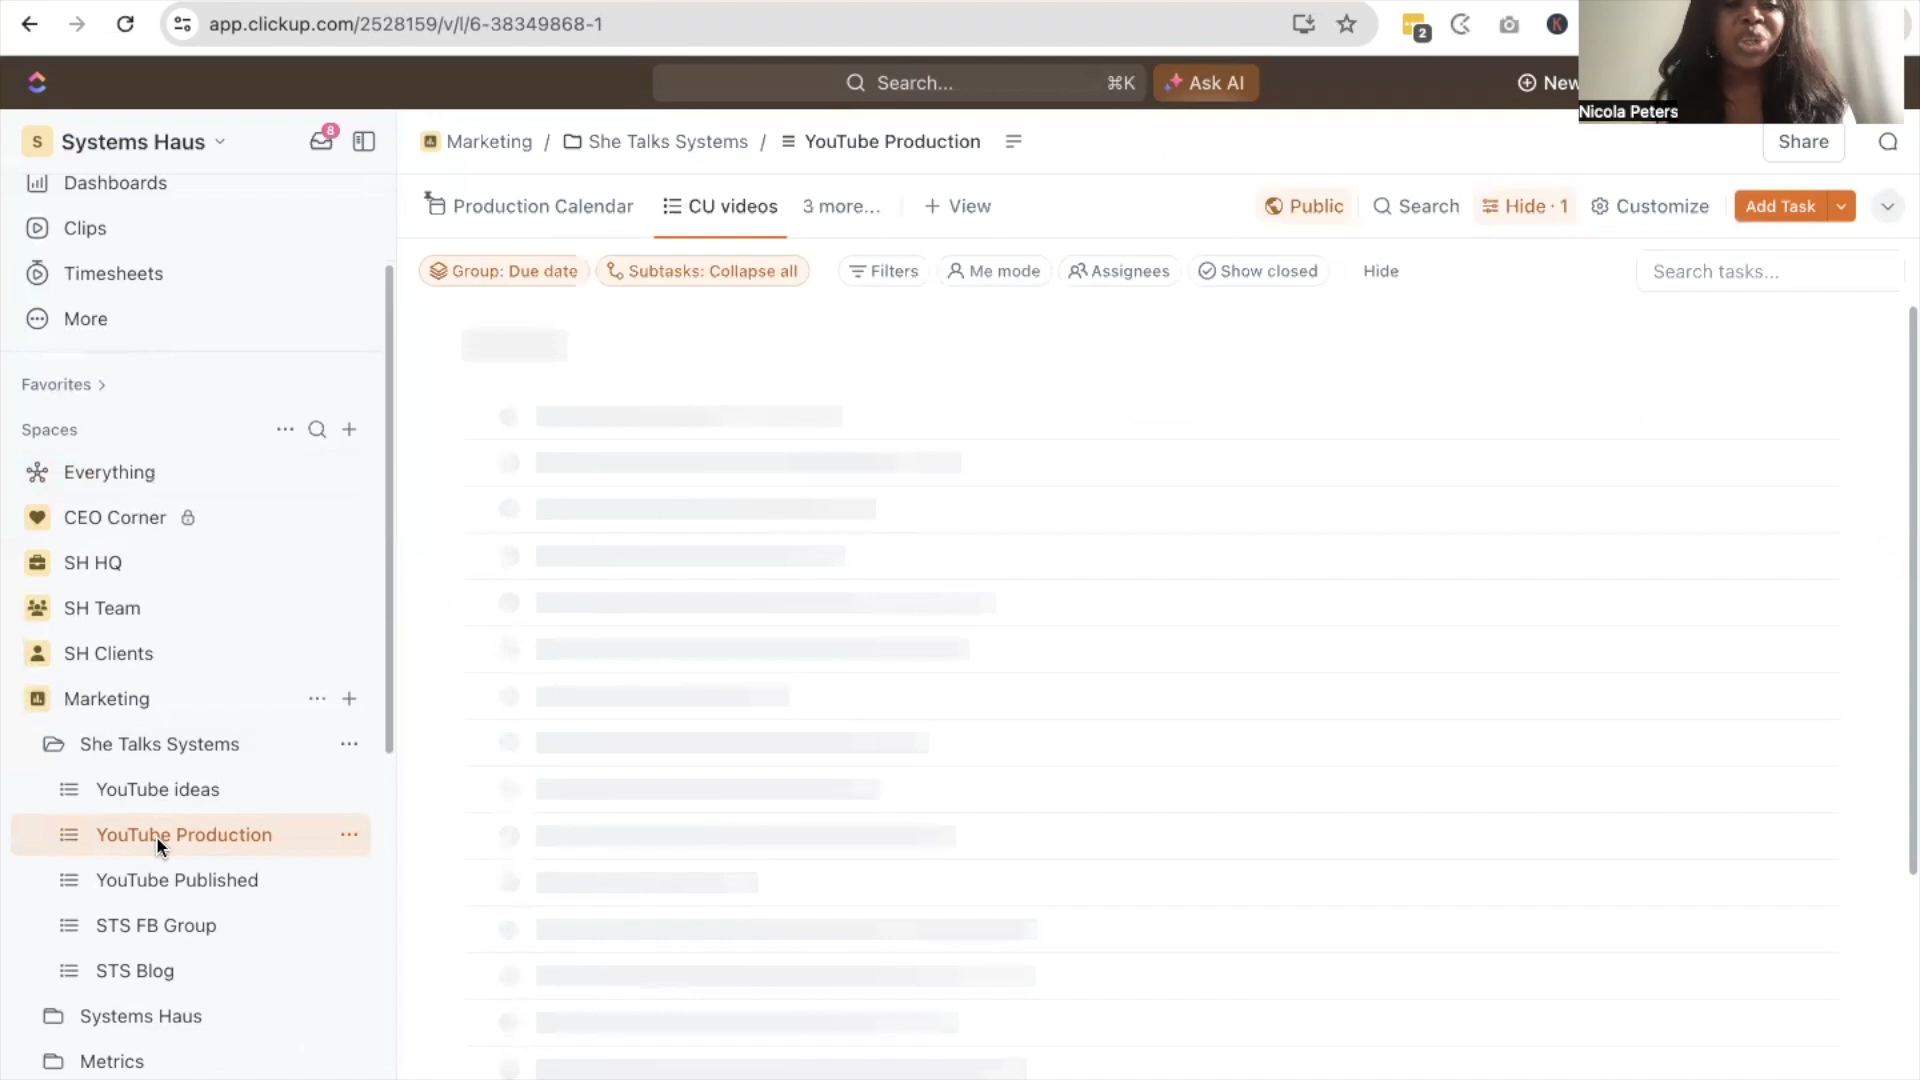 app.clickup.com/2528159/v/l/6-38349868-1
2
K
Search...
⌘K
Ask AI
New
Nicola Peters
S
Systems Haus
8
Marketing / She Talks Systems / YouTube Production
Share
Dashboards
Clips
Timesheets
More
Production Calendar
CU videos
3 more...
+ View
Public
Search
Hide · 1
Customize
Add Task
Group: Due date
Subtasks: Collapse all
Filters
Me mode
Assignees
Show closed
Hide
Search tasks...
Favorites
Spaces
Everything
CEO Corner
SH HQ
SH Team
SH Clients
Marketing
She Talks Systems
YouTube ideas
YouTube Production
YouTube Published
STS FB Group
STS Blog
Systems Haus
Metrics